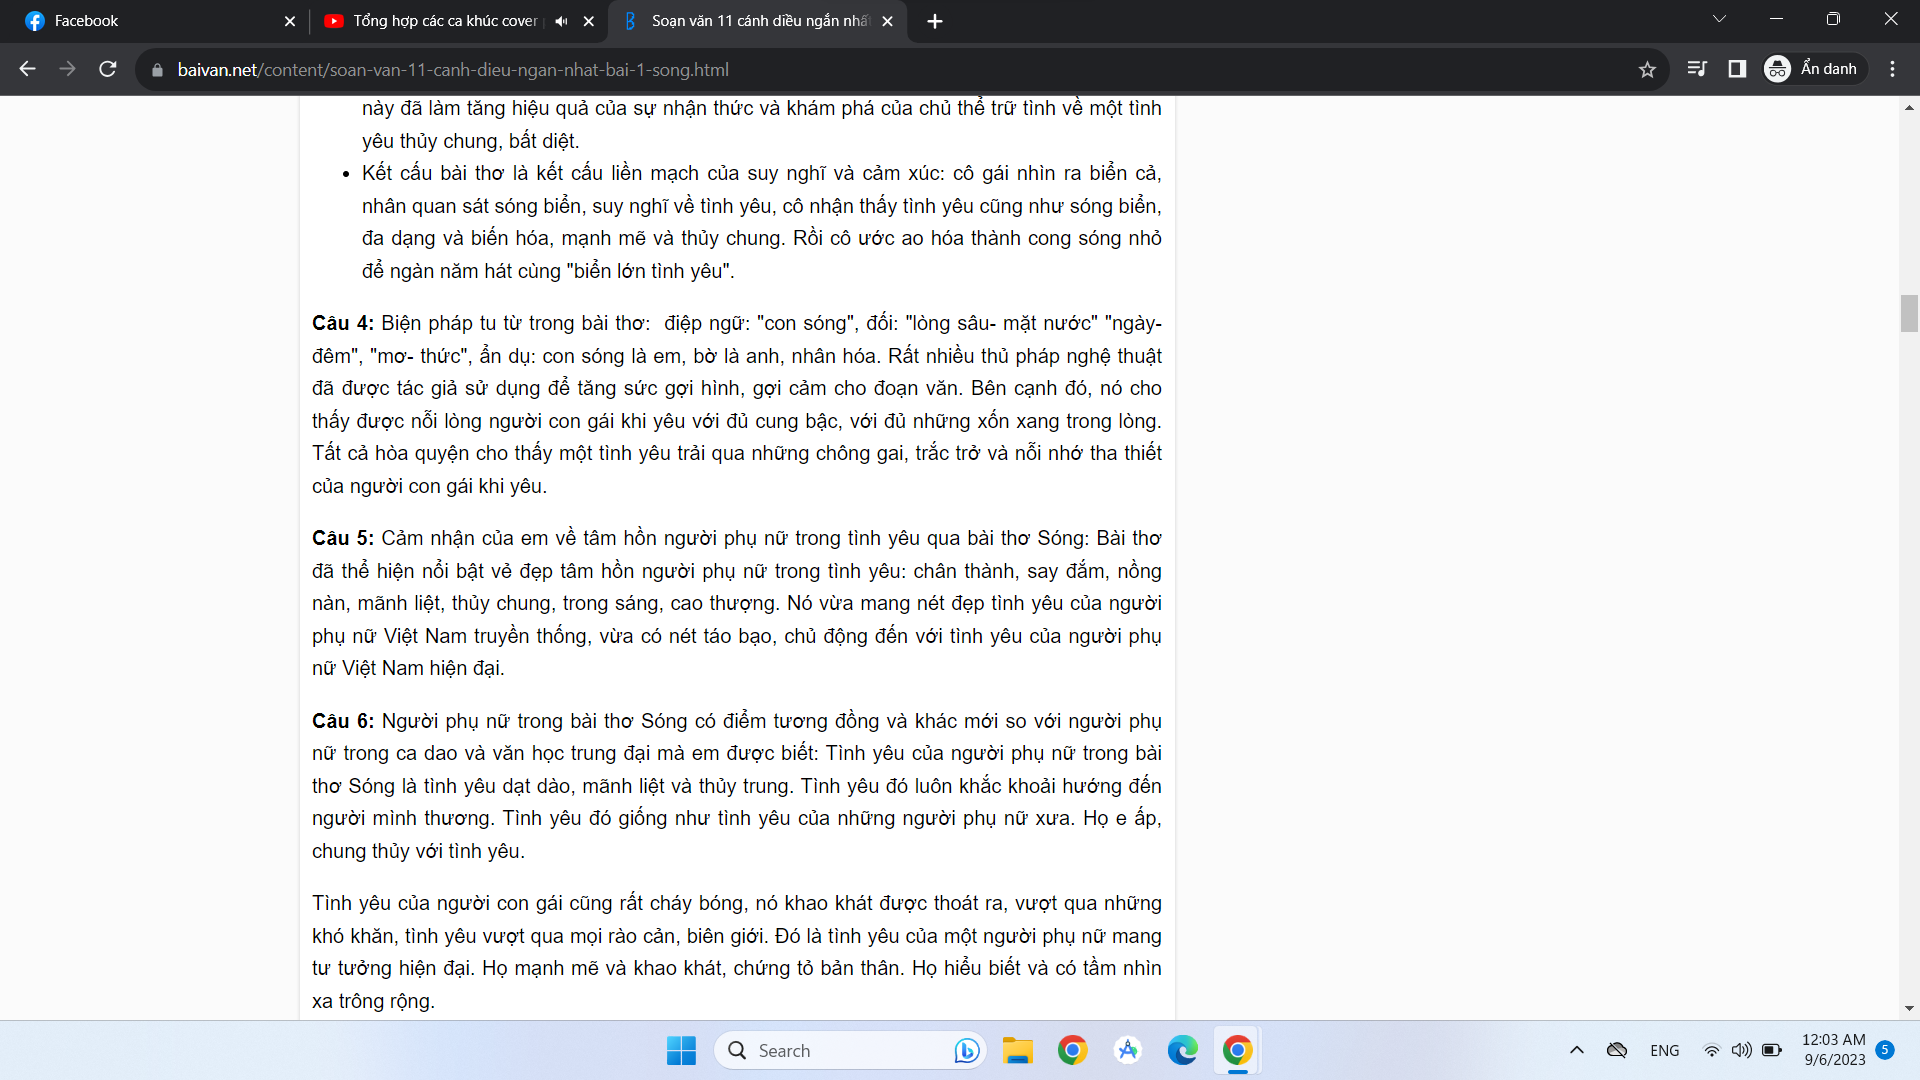 Facebook
Tổng hợp các ca khúc cover
Soạn văn 11 cánh diều ngắn nhấ
baivan.net/content/soan-van-11-canh-dieu-ngan-nhat-bai-1-song.html
Ẩn danh
này đã làm tăng hiệu quả của sự nhận thức và khám phá của chủ thể trữ tình về một tình
yêu thủy chung, bất diệt.
Kết cấu bài thơ là kết cấu liền mạch của suy nghĩ và cảm xúc: cô gái nhìn ra biển cả,
nhân quan sát sóng biển, suy nghĩ về tình yêu, cô nhận thấy tình yêu cũng như sóng biển,
đa dạng và biến hóa, mạnh mẽ và thủy chung. Rồi cô ước ao hóa thành cong sóng nhỏ
để ngàn năm hát cùng "biển lớn tình yêu".
Câu 4: Biện pháp tu từ trong bài thơ:  điệp ngữ: "con sóng", đối: "lòng sâu- mặt nước" "ngày-
đêm", "mơ- thức", ẩn dụ: con sóng là em, bờ là anh, nhân hóa. Rất nhiều thủ pháp nghệ thuật
đã được tác giả sử dụng để tăng sức gợi hình, gợi cảm cho đoạn văn. Bên cạnh đó, nó cho
thấy được nỗi lòng người con gái khi yêu với đủ cung bậc, với đủ những xốn xang trong lòng.
Tất cả hòa quyện cho thấy một tình yêu trải qua những chông gai, trắc trở và nỗi nhớ tha thiết
của người con gái khi yêu.
Câu 5: Cảm nhận của em về tâm hồn người phụ nữ trong tình yêu qua bài thơ Sóng: Bài thơ
đã thể hiện nổi bật vẻ đẹp tâm hồn người phụ nữ trong tình yêu: chân thành, say đắm, nồng
nàn, mãnh liệt, thủy chung, trong sáng, cao thượng. Nó vừa mang nét đẹp tình yêu của người
phụ nữ Việt Nam truyền thống, vừa có nét táo bạo, chủ động đến với tình yêu của người phụ
nữ Việt Nam hiện đại.
Câu 6: Người phụ nữ trong bài thơ Sóng có điểm tương đồng và khác mới so với người phụ
nữ trong ca dao và văn học trung đại mà em được biết: Tình yêu của người phụ nữ trong bài
thơ Sóng là tình yêu dạt dào, mãnh liệt và thủy trung. Tình yêu đó luôn khắc khoải hướng đến
người mình thương. Tình yêu đó giống như tình yêu của những người phụ nữ xưa. Họ e ấp,
chung thủy với tình yêu.
Tình yêu của người con gái cũng rất cháy bóng, nó khao khát được thoát ra, vượt qua những
khó khăn, tình yêu vượt qua mọi rào cản, biên giới. Đó là tình yêu của một người phụ nữ mang
tư tưởng hiện đại. Họ mạnh mẽ và khao khát, chứng tỏ bản thân. Họ hiểu biết và có tầm nhìn
xa trông rộng.
Search
ENG
12:03 AM
9/6/2023
5